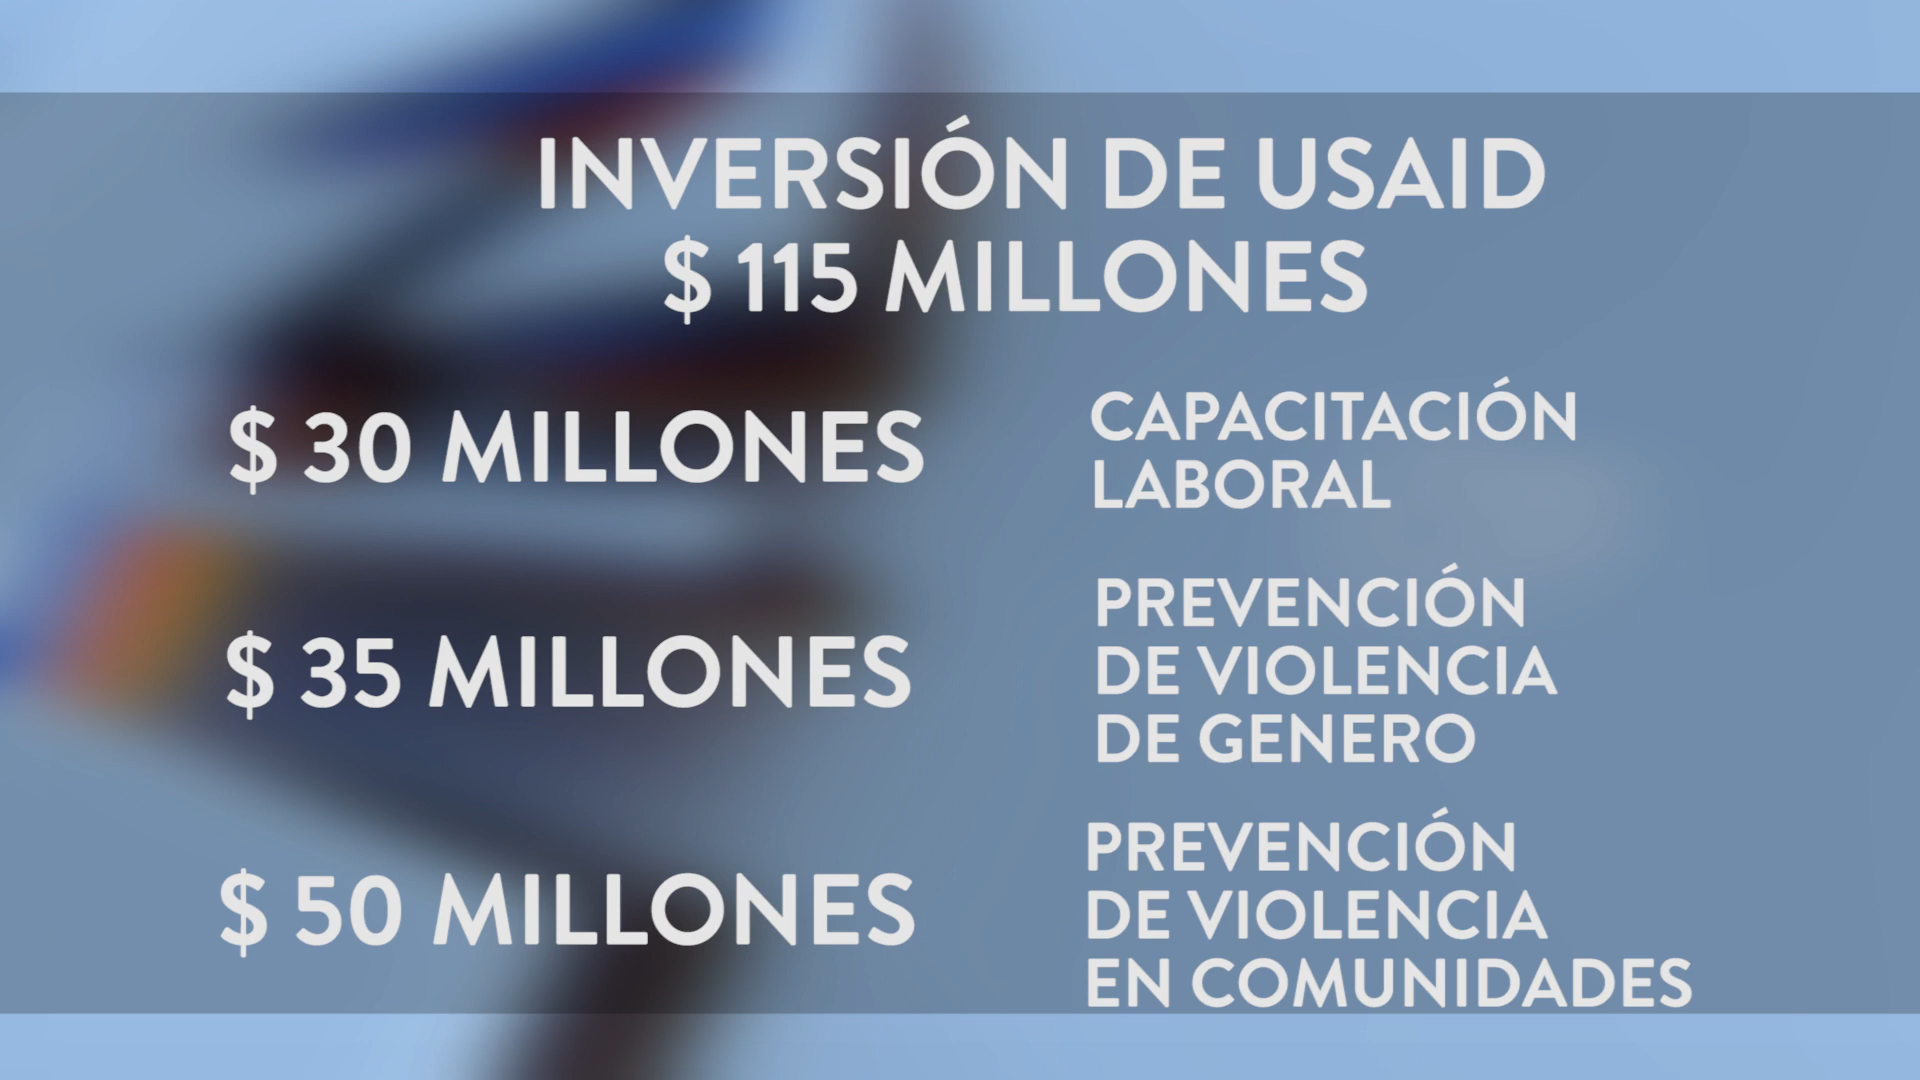 INVERSIÓN DE USAID
$ 115 MILLONES
$ 30 MILLONES
CAPACITACIÓN
LABORAL
$ 35 MILLONES
PREVENCIÓN
DE VIOLENCIA
DE GENERO
$ 50 MILLONES
PREVENCIÓN
DE VIOLENCIA
EN COMUNIDADES